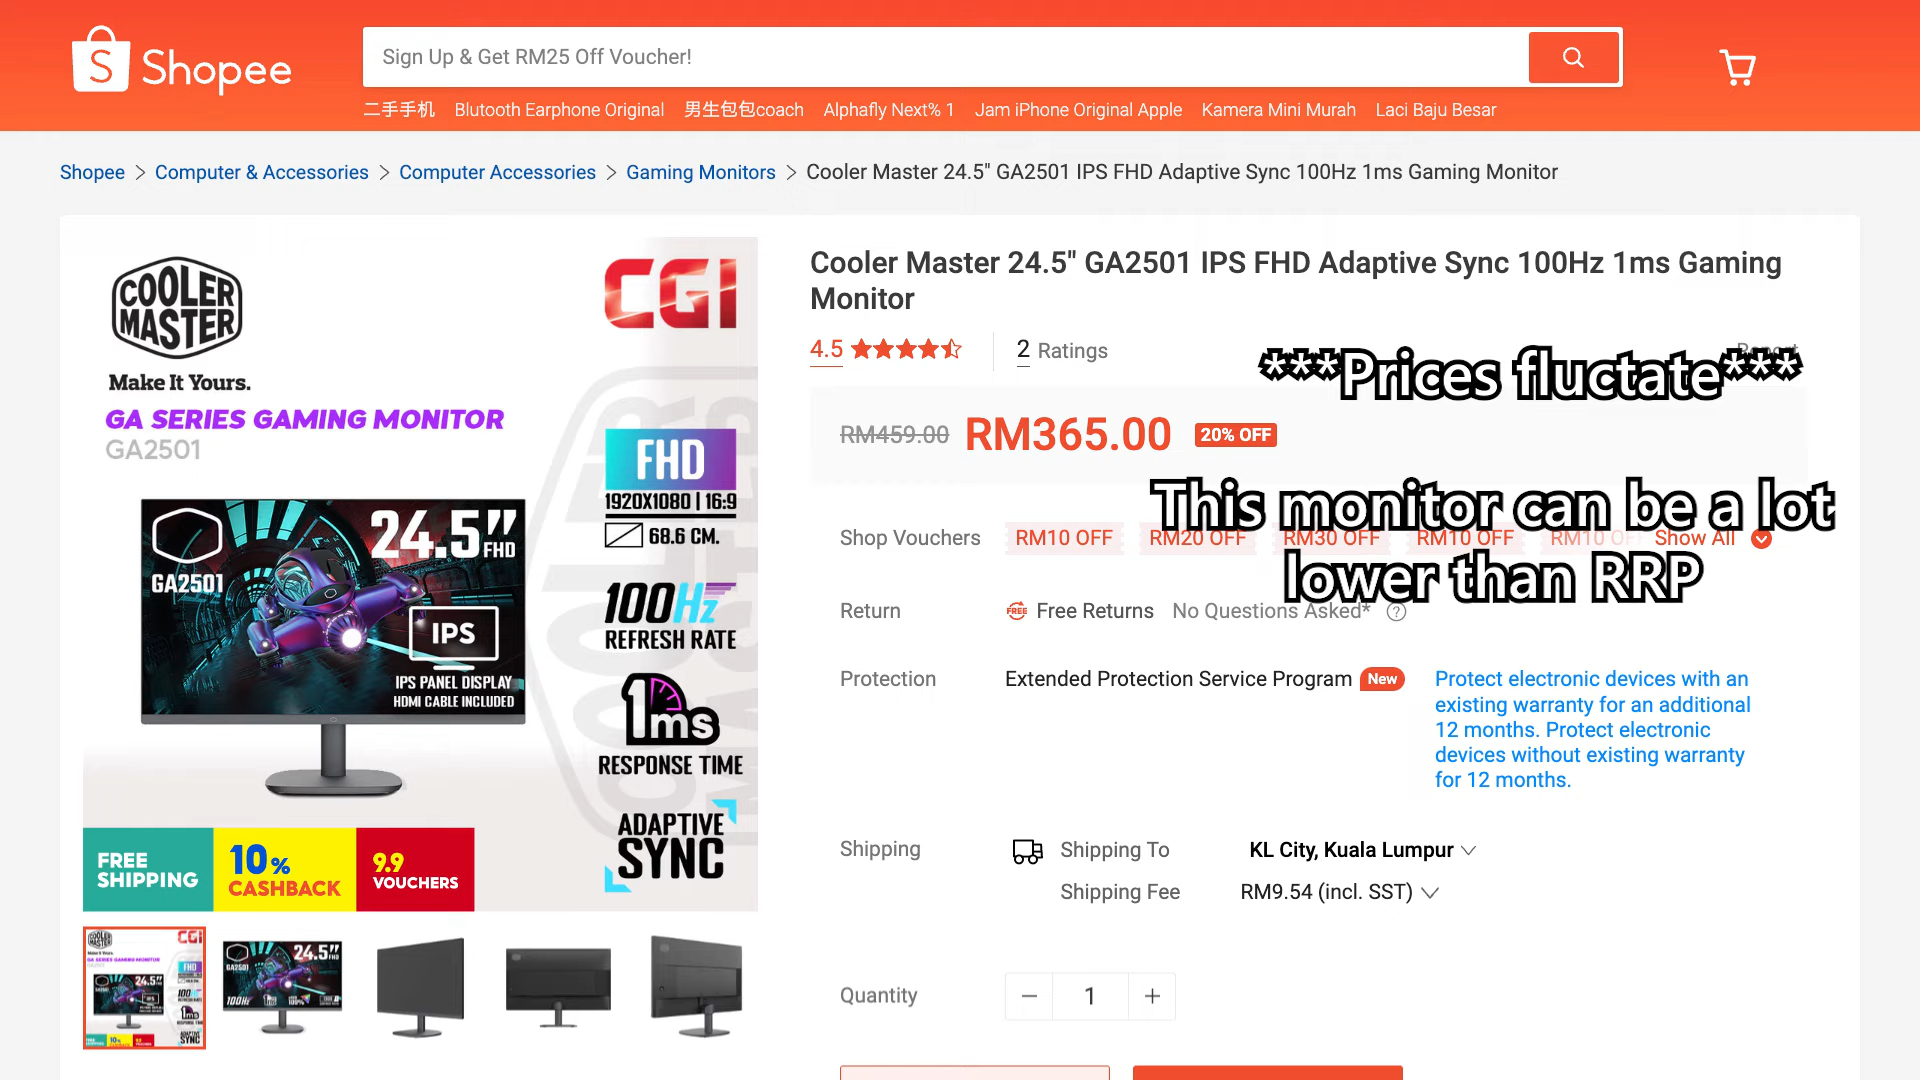 Shopee
Sign Up & Get RM25 Off Voucher!
二手手机 Blutooth Earphone Original 男生包包coach Alphafly Next% 1 Jam iPhone Original Apple Kamera Mini Murah Laci Baju Besar
Shopee > Computer & Accessories > Computer Accessories > Gaming Monitors > Cooler Master 24.5" GA2501 IPS FHD Adaptive Sync 100Hz 1ms Gaming Monitor
COOLER
MASTER
Make It Yours.
CGI
GA SERIES GAMING MONITOR
GA2501
FHD
1920X1080 | 16:9
68.6 CM.
24.5" FHD
GA2501
IPS
IPS PANEL DISPLAY
HDMI CABLE INCLUDED
100Hz
REFRESH RATE
1ms
RESPONSE TIME
ADAPTIVE
SYNC
FREE
SHIPPING
10%
CASHBACK
9.9
VOUCHERS
Cooler Master 24.5" GA2501 IPS FHD Adaptive Sync 100Hz 1ms Gaming
Monitor
4.5 2 Ratings Report
***Prices fluctate***
RM459.00 RM365.00 20% OFF
This monitor can be a lot
lower than RRP
Shop Vouchers RM10 OFF RM20 OFF RM30 OFF RM10 OFF RM10 OFF Show All
Return FREE Free Returns No Questions Asked* ?
Protection Extended Protection Service Program New
Protect electronic devices with an
existing warranty for an additional
12 months. Protect electronic
devices without existing warranty
for 12 months.
Shipping Shipping To KL City, Kuala Lumpur
Shipping Fee RM9.54 (incl. SST)
Quantity − 1 +